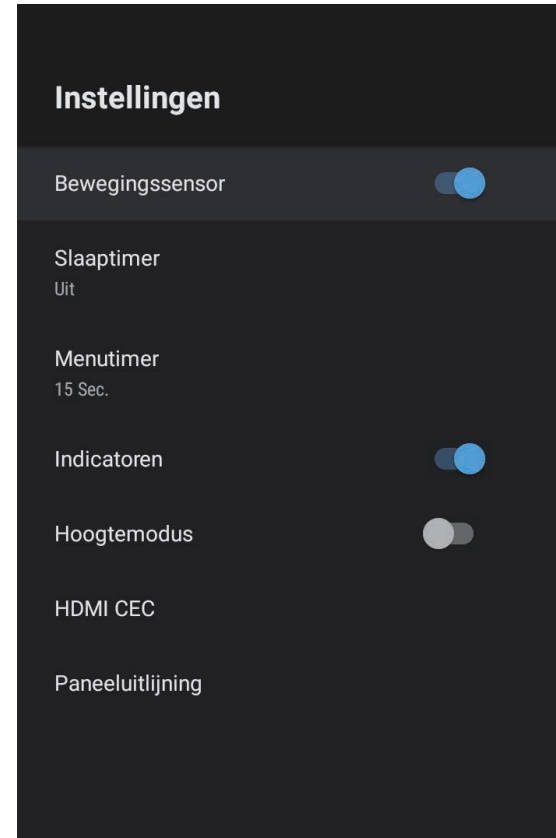 Instellingen
Bewegingssensor
Slaaptimer
Uit
Menutimer
15 Sec.
Indicatoren
Hoogtemodus
HDMI CEC
Paneeluitlijning